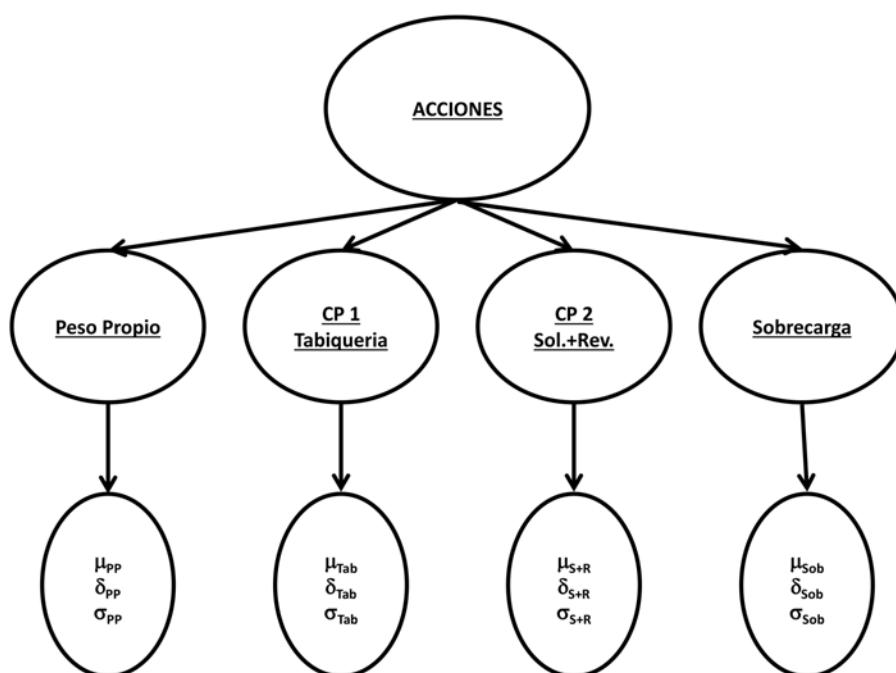 ACCIONES
Peso Propio
CP 1
Tabiqueria
CP 2
Sol.+Rev.
Sobrecarga
μPP
δPP
σPP
μTab
δTab
σTab
μS+R
δS+R
σS+R
μSob
δSob
σSob